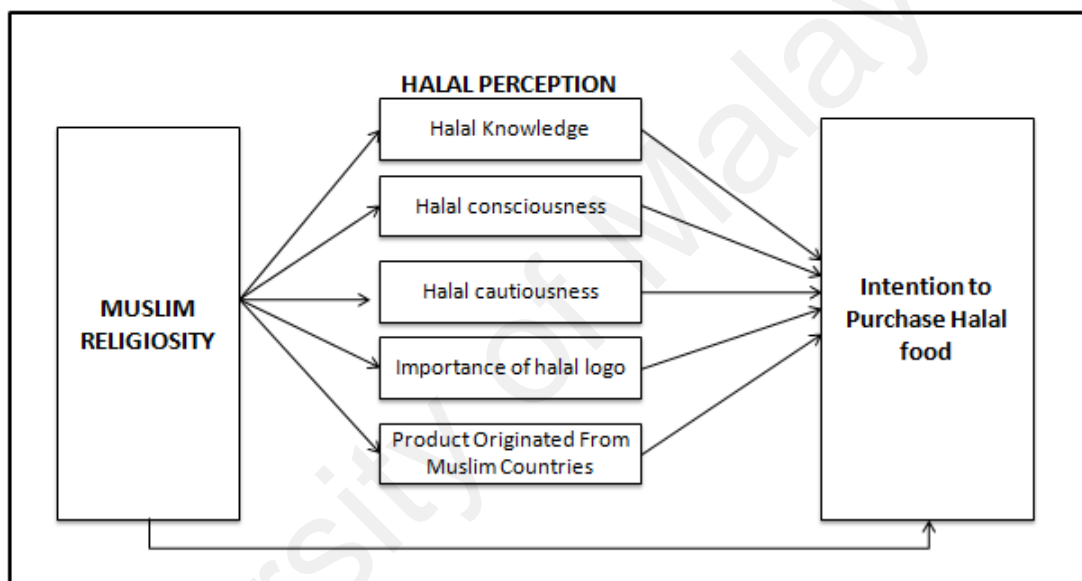 HALAL PERCEPTION
Halal Knowledge
Halal consciousness
Halal cautiousness
Importance of halal logo
Product Originated From
Muslim Countries
MUSLIM
RELIGIOSITY
Intention to
Purchase Halal
food